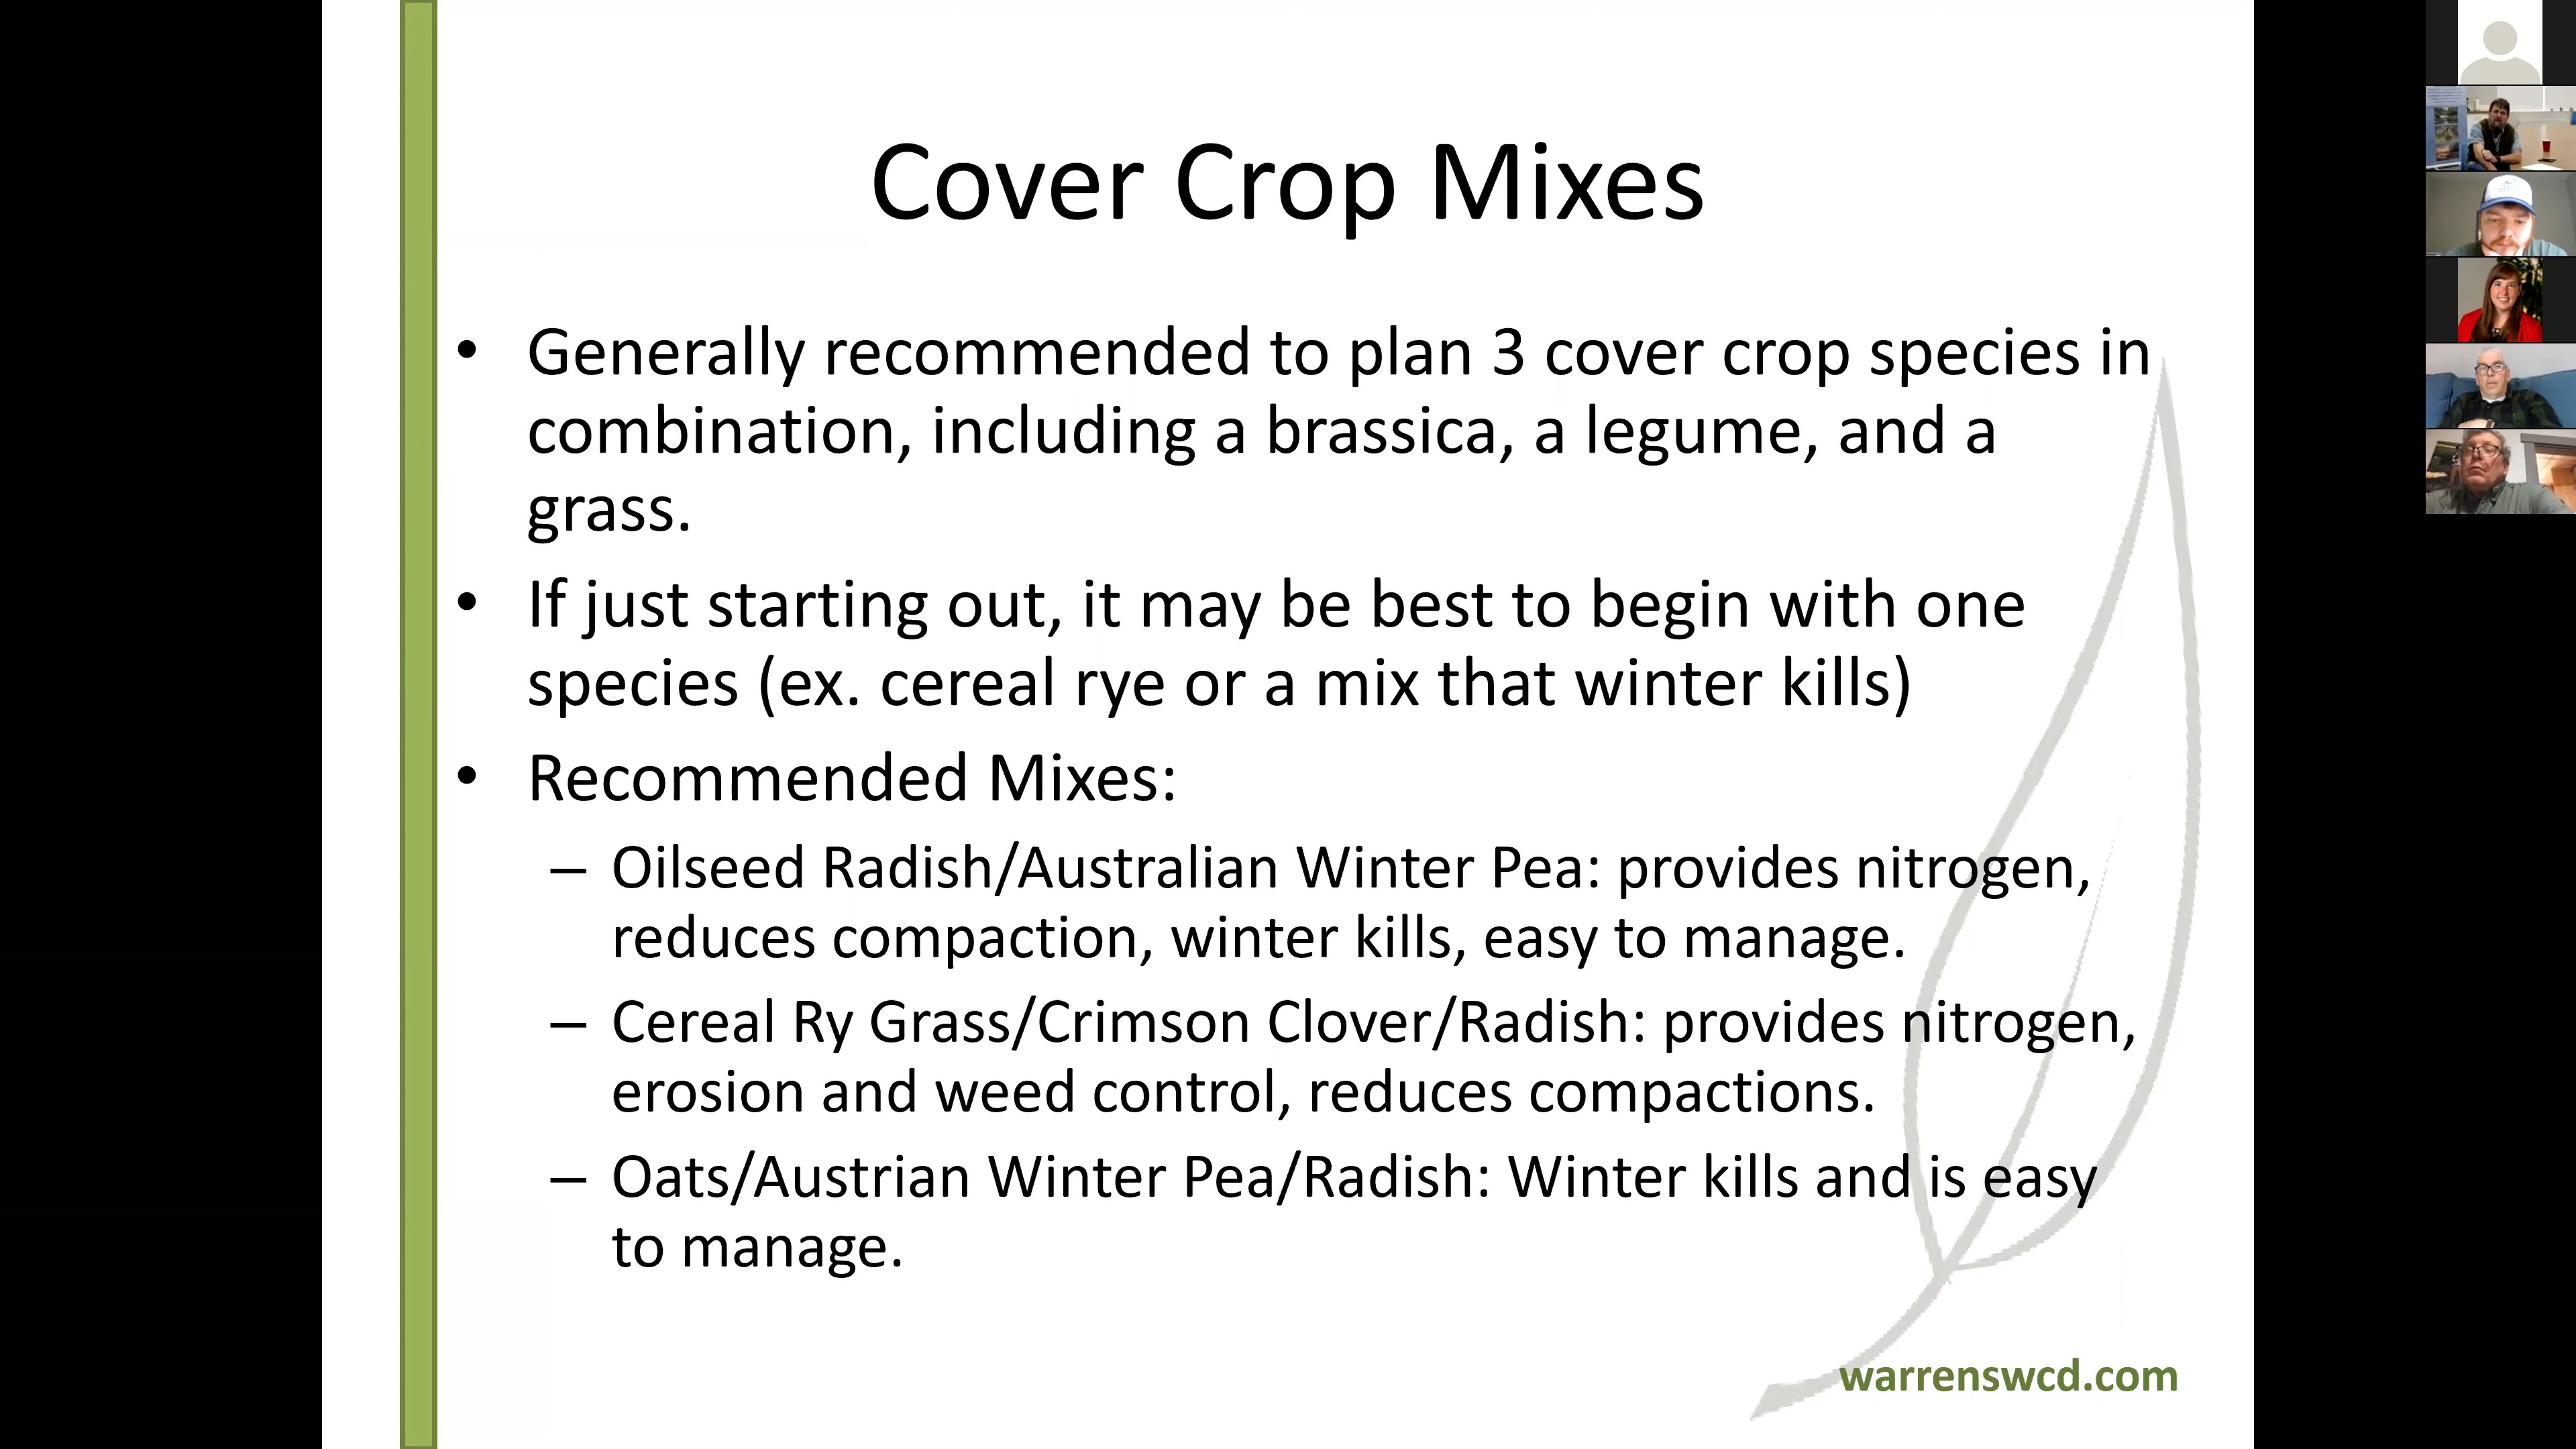 Cover Crop Mixes
• Generally recommended to plan 3 cover crop species in
combination, including a brassica, a legume, and a
grass.
• If just starting out, it may be best to begin with one
species (ex. cereal rye or a mix that winter kills)
• Recommended Mixes:
– Oilseed Radish/Australian Winter Pea: provides nitrogen,
reduces compaction, winter kills, easy to manage.
– Cereal Ry Grass/Crimson Clover/Radish: provides nitrogen,
erosion and weed control, reduces compactions.
– Oats/Austrian Winter Pea/Radish: Winter kills and is easy
to manage.
warrenswcd.com